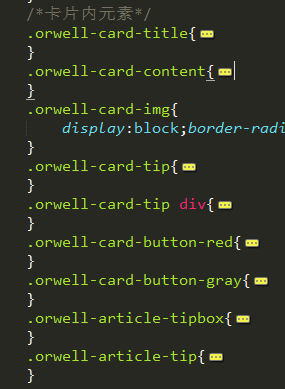 /*卡片内元素*/
.orwell-card-title{
}
.orwell-card-content{
}
.orwell-card-img{
display:block;border-radi
}
.orwell-card-tip{
}
.orwell-card-tip div{
}
.orwell-card-button-red{
}
.orwell-card-button-gray{
}
.orwell-article-tipbox{
}
.orwell-article-tip{
}